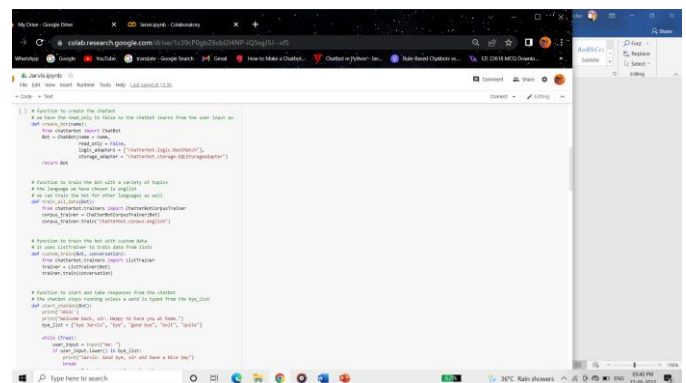 My Drive - Google Drive
Jarvis.ipynb - Colaboratory
Share
colab.research.google.com/drive/
WhatsApp Google YouTube translate - Google Search Gmail How to Make a Chatbot... Chatbot in Python - Jav... Rule-Based Chatbots vs... CD 22618 MCQ Downlo...
AaBbCcI
Subtitle
Find
Replace
Select
Editing
Jarvis.ipynb
Comment Share
File Edit View Insert Runtime Tools Help Last saved at 13:30
+ Code + Text
Connect Editing
[ ] # Function to create the chatbot
# we have the read_only to false so the chatbot learns from the user input as
def create_bot(name):
from chatterbot import ChatBot
Bot = ChatBot(name = name,
read_only = False,
logic_adapters = ["chatterbot.logic.BestMatch"],
storage_adapter = "chatterbot.storage.SQLStorageAdapter")
return Bot
# Function to train the bot with a variety of topics
# the language we have chosen is english
# we can train the bot for other languages as well
def train_all_data(Bot):
from chatterbot.trainers import ChatterBotCorpusTrainer
corpus_trainer = ChatterBotCorpusTrainer(Bot)
corpus_trainer.train("chatterbot.corpus.english")
# Function to train the bot with custom data
# it uses ListTrainer to train data from lists
def custom_train(Bot, conversation):
from chatterbot.trainers import ListTrainer
trainer = ListTrainer(Bot)
trainer.train(conversation)
# Function to start and take responses from the chatbot
# the chatbot stays running unless a word is typed from the bye_list
def start_chatbot(Bot):
print("Welcome back, sir. Happy to have you at home.")
bye_list = ["bye Jarvis", "bye", "good bye", "exit", "quite"]
while (True):
user_input = input("me: ")
if user_input.lower() in bye_list:
print("Jarvis: Good bye, sir and have a nice day")
break
Type here to search
36°C Rain showers
ENG
03:40 PM